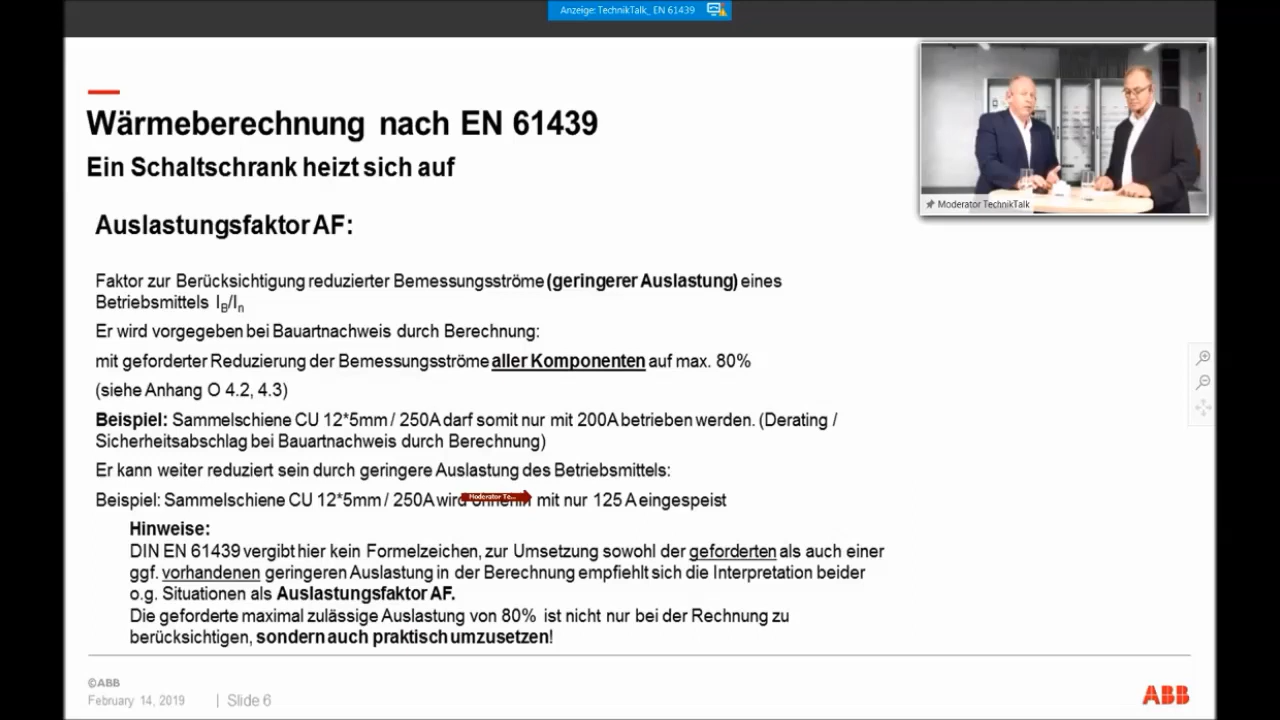 Anzeige: TechnikTalk_ EN 61439
Wärmeberechnung nach EN 61439
Ein Schaltschrank heizt sich auf
Moderator TechnikTalk
Auslastungsfaktor AF:
Faktor zur Berücksichtigung reduzierter Bemessungsströme (geringerer Auslastung) eines
Betriebsmittels IB/In
Er wird vorgegeben bei Bauartnachweis durch Berechnung:
mit geforderter Reduzierung der Bemessungsströme aller Komponenten auf max. 80%
(siehe Anhang O 4.2, 4.3)
Beispiel: Sammelschiene CU 12*5mm / 250A darf somit nur mit 200A betrieben werden. (Derating /
Sicherheitsabschlag bei Bauartnachweis durch Berechnung)
Er kann weiter reduziert sein durch geringere Auslastung des Betriebsmittels:
Beispiel: Sammelschiene CU 12*5mm / 250A wird mit nur 125 A eingespeist
Moderator Te...
Hinweise:
DIN EN 61439 vergibt hier kein Formelzeichen, zur Umsetzung sowohl der geforderten als auch einer
ggf. vorhandenen geringeren Auslastung in der Berechnung empfiehlt sich die Interpretation beider
o.g. Situationen als Auslastungsfaktor AF.
Die geforderte maximal zulässige Auslastung von 80% ist nicht nur bei der Rechnung zu
berücksichtigen, sondern auch praktisch umzusetzen!
©ABB
February 14, 2019 | Slide 6
ABB